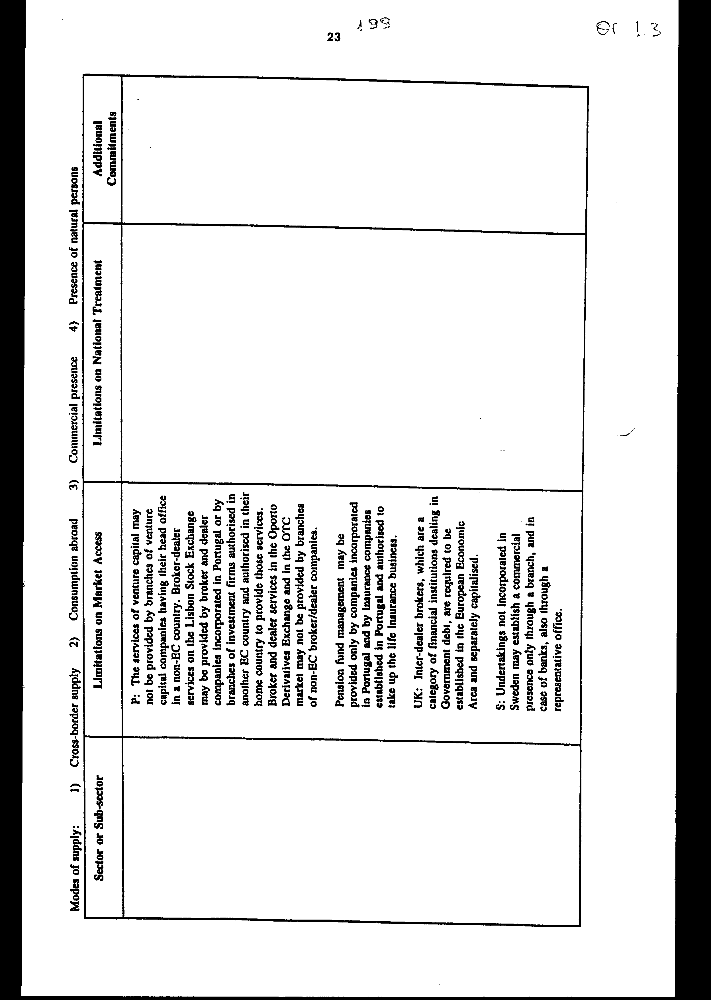 199
23
Or L3
Modes of supply: 1) Cross-border supply 2) Consumption abroad 3) Commercial presence 4) Presence of natural persons
Sector or Sub-sector
Limitations on Market Access
Limitations on National Treatment
Additional
Commitments
P: The services of venture capital may
not be provided by branches of venture
capital companies having their head office
in a non-EC country. Broker-dealer
services on the Lisbon Stock Exchange
may be provided by broker and dealer
companies incorporated in Portugal or by
branches of investment firms authorised in
another EC country and authorised in their
home country to provide those services.
Broker and dealer services in the Oporto
Derivatives Exchange and in the OTC
market may not be provided by branches
of non-EC broker/dealer companies.
Pension fund management may be
provided only by companies incorporated
in Portugal and by insurance companies
established in Portugal and authorised to
take up the life insurance business.
UK: Inter-dealer brokers, which are a
category of financial institutions dealing in
Government debt, are required to be
established in the European Economic
Area and separately capitalised.
S: Undertakings not incorporated in
Sweden may establish a commercial
presence only through a branch, and in
case of banks, also through a
representative office.